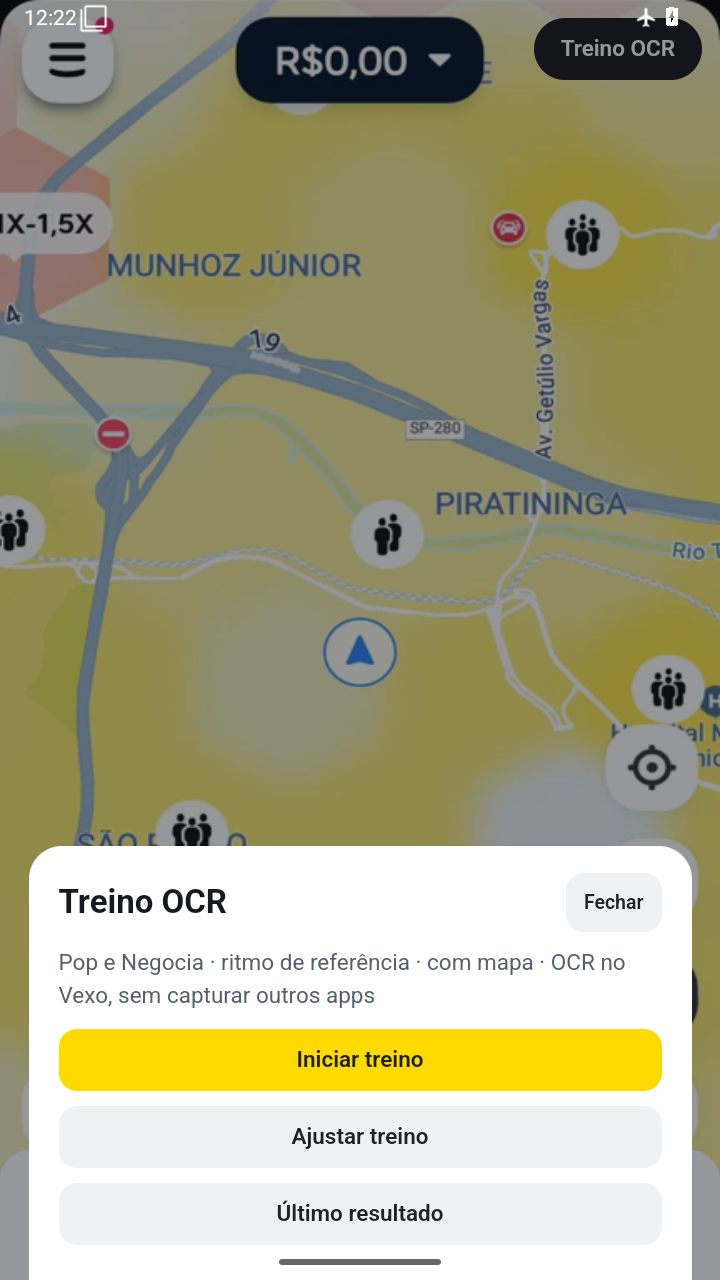 12:22
R$0,00
Treino OCR
1X-1,5X
MUNHOZ JÚNIOR
4
19
Av. Getúlio Vargas
SP-280
PIRATININGA
Rio T
H
SÃO
O
Treino OCR
Fechar
Pop e Negocia · ritmo de referência · com mapa · OCR no
Vexo, sem capturar outros apps
Iniciar treino
Ajustar treino
Último resultado